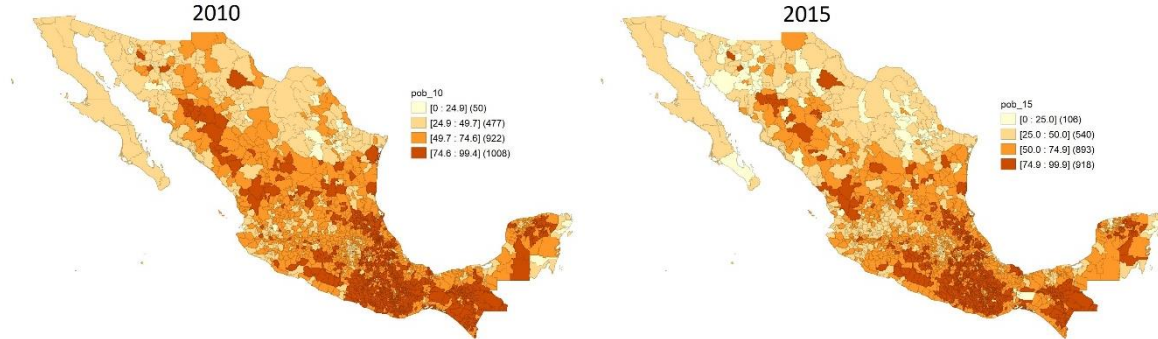 2010
pob_10
[0 : 24.9] (50)
[24.9 : 49.7] (477)
[49.7 : 74.6] (922)
[74.6 : 99.4] (1008)
2015
pob_15
[0 : 25.0] (106)
[25.0 : 50.0] (540)
[50.0 : 74.9] (893)
[74.9 : 99.9] (918)